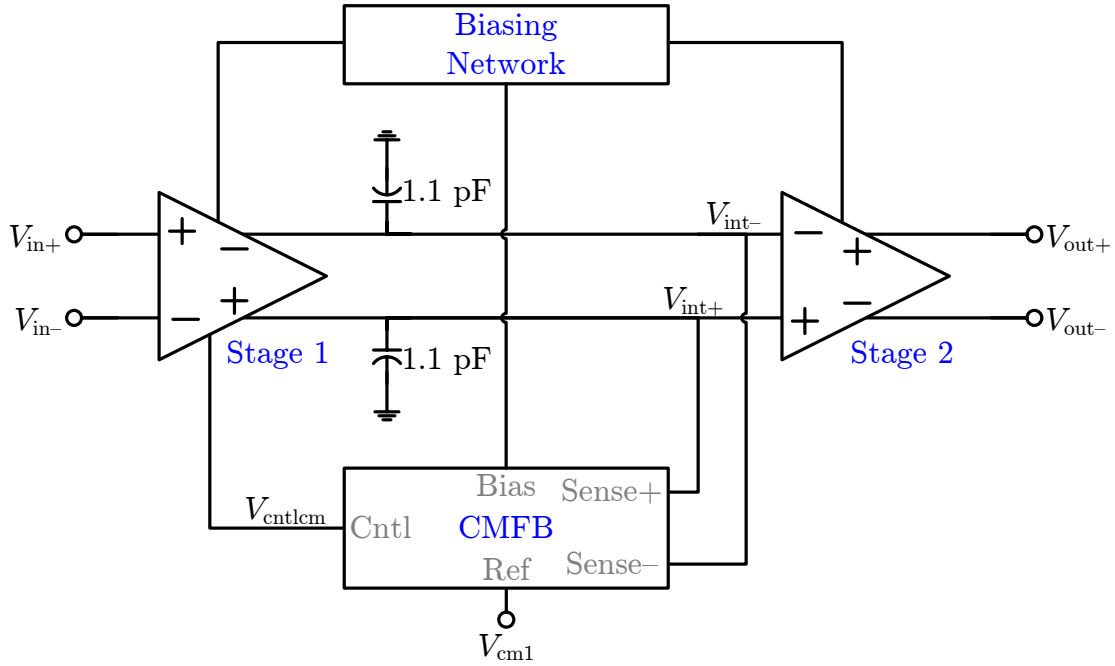 Biasing
Network
1.1 pF
Vin+
+
−
Vint−
−
+
Vout+
Vin−
−
+
Vint+
+
−
Vout−
Stage 1
1.1 pF
Stage 2
Bias
Sense+
Vcntlcm
Cntl
CMFB
Ref
Sense−
Vcm1